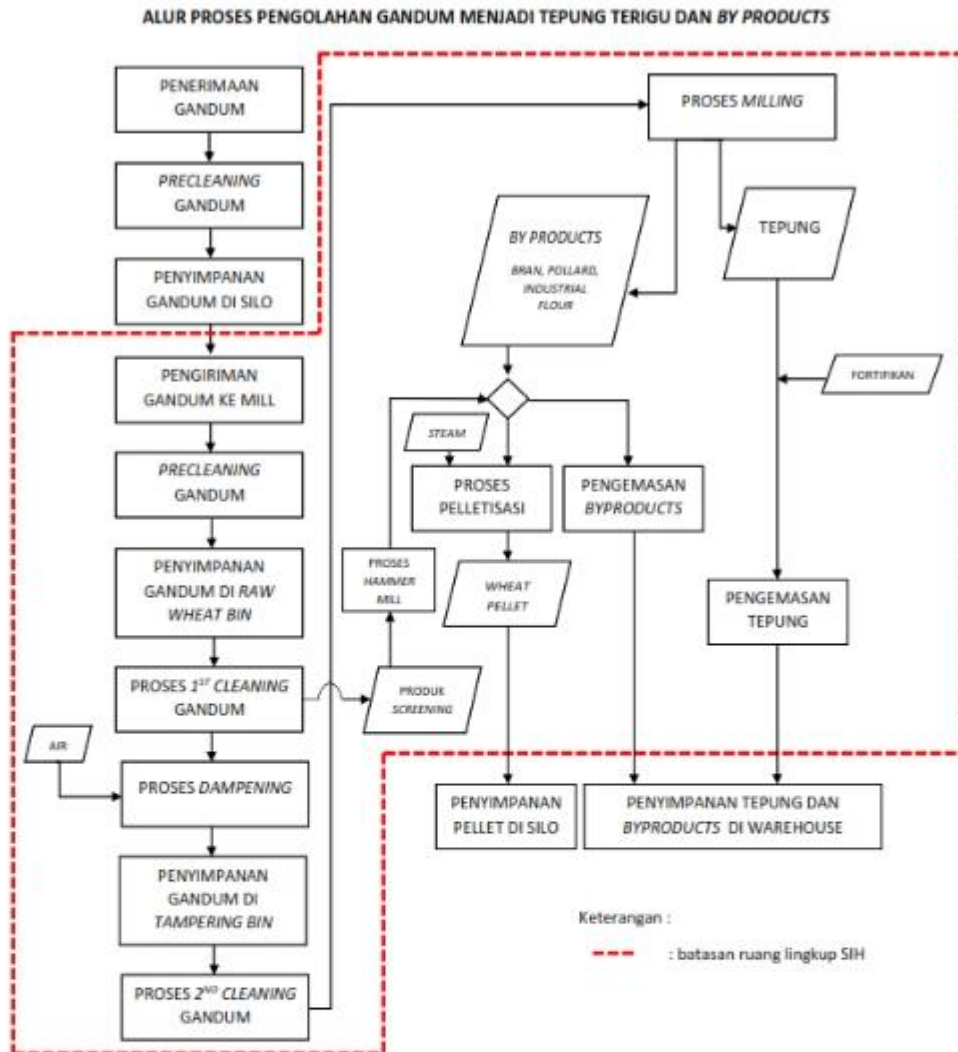 ALUR PROSES PENGOLAHAN GANDUM MENJADI TEPUNG TERIGU DAN BY PRODUCTS
PENERIMAAN
GANDUM
PRECLEANING
GANDUM
PENYIMPANAN
GANDUM DI SILO
PENGIRIMAN
GANDUM KE MILL
PRECLEANING
GANDUM
PENYIMPANAN
GANDUM DI RAW
WHEAT BIN
PROSES 1ST CLEANING
GANDUM
AIR
PROSES DAMPENING
PENYIMPANAN
GANDUM DI
TAMPERING BIN
PROSES 2ND CLEANING
GANDUM
PROSES MILLING
BY PRODUCTS
BRAN, POLLARD,
INDUSTRIAL
FLOUR
TEPUNG
FORTIFIKAN
STEAM
PROSES
PELLETISASI
PENGEMASAN
BYPRODUCTS
PROSES
HAMMER
MILL
WHEAT
PELLET
PENGEMASAN
TEPUNG
PRODUK
SCREENING
PENYIMPANAN
PELLET DI SILO
PENYIMPANAN TEPUNG DAN
BYPRODUCTS DI WAREHOUSE
Keterangan :
: batasan ruang lingkup SIH